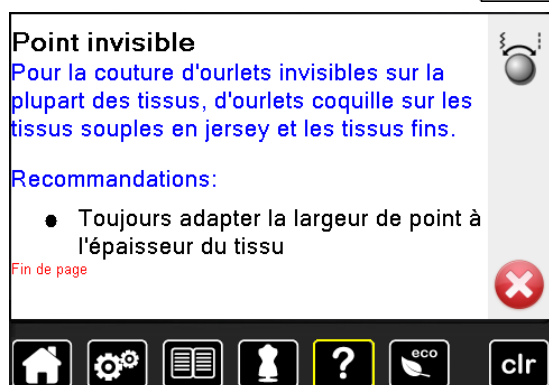 Point invisible
Pour la couture d'ourlets invisibles sur la
plupart des tissus, d'ourlets coquille sur les
tissus souples en jersey et les tissus fins.
Recommandations:
● Toujours adapter la largeur de point à
l'épaisseur du tissu
Fin de page
?
eco
clr